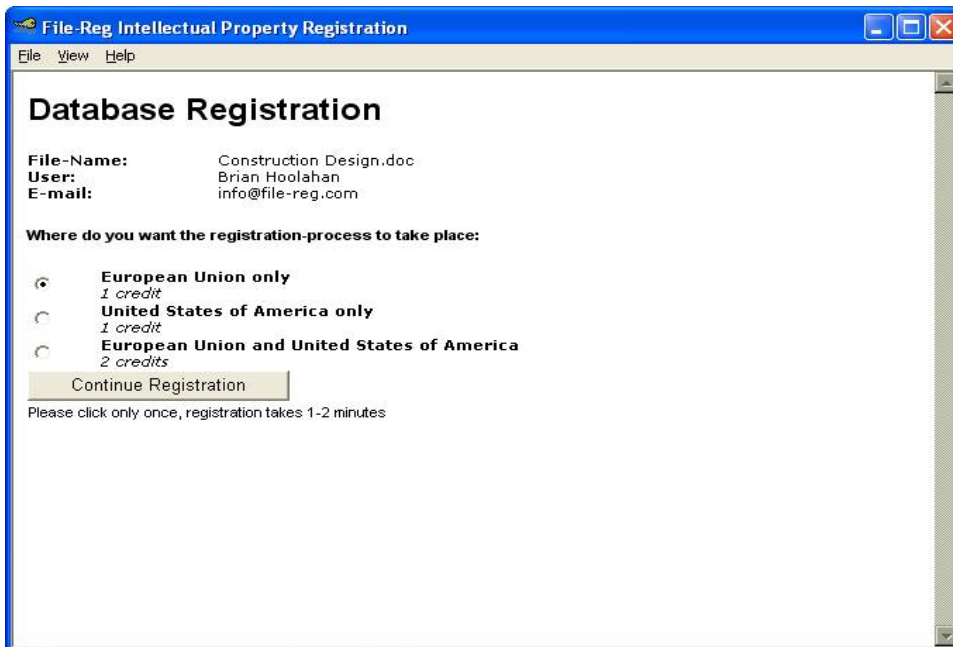 File-Reg Intellectual Property Registration
File View Help
Database Registration
File-Name: Construction Design.doc
User: Brian Hoolahan
E-mail: info@file-reg.com
Where do you want the registration-process to take place:
European Union only
1 credit
United States of America only
1 credit
European Union and United States of America
2 credits
Continue Registration
Please click only once, registration takes 1-2 minutes